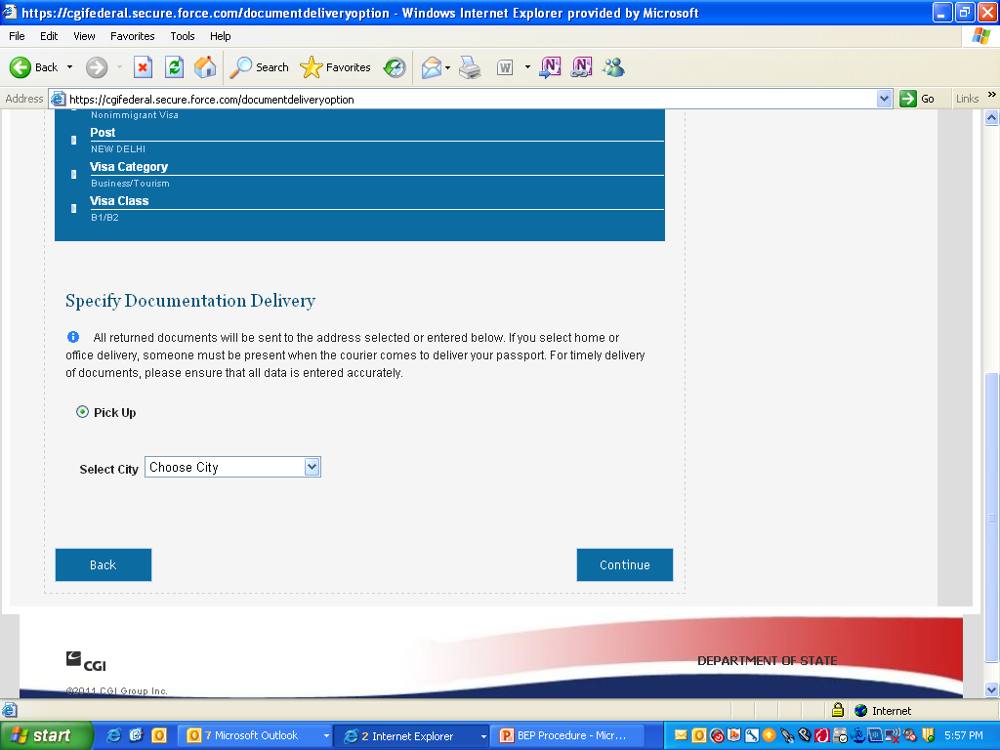 https://cgifederal.secure.force.com/documentdeliveryoption - Windows Internet Explorer provided by Microsoft
File Edit View Favorites Tools Help
Back Search Favorites
Address https://cgifederal.secure.force.com/documentdeliveryoption Go Links »
Nonimmigrant Visa
Post
NEW DELHI
Visa Category
Business/Tourism
Visa Class
B1/B2
Specify Documentation Delivery
All returned documents will be sent to the address selected or entered below. If you select home or
office delivery, someone must be present when the courier comes to deliver your passport. For timely delivery
of documents, please ensure that all data is entered accurately.
Pick Up
Select City Choose City
Back Continue
CGI DEPARTMENT OF STATE
©2011 CGI Group Inc.
Internet
start 7 Microsoft Outlook 2 Internet Explorer BEP Procedure - Micr... 5:57 PM